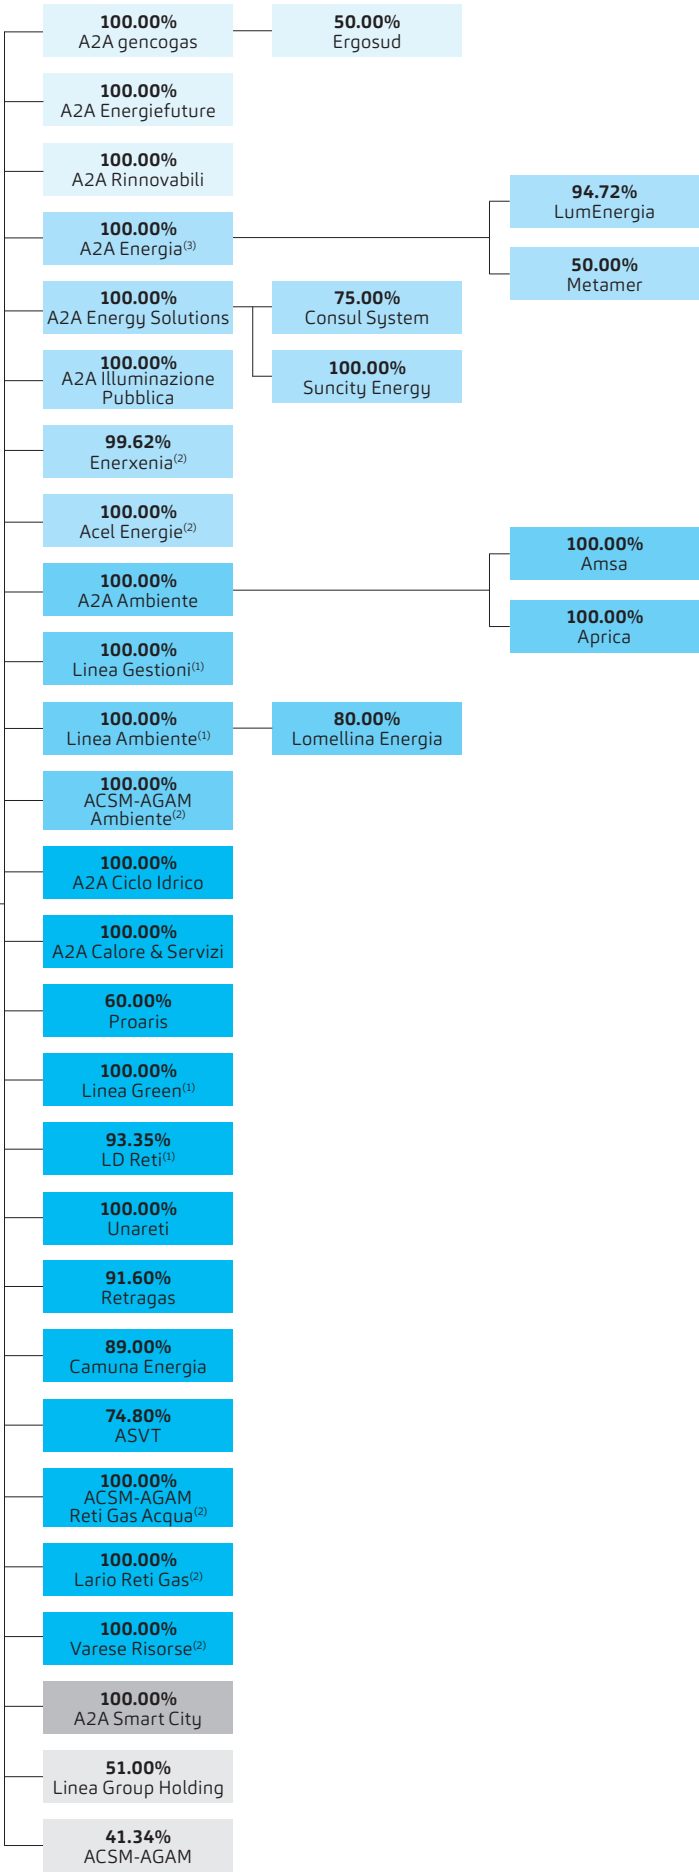 100.00%
A2A gencogas
50.00%
Ergosud
100.00%
A2A Energiefuture
100.00%
A2A Rinnovabili
94.72%
LumEnergia
100.00%
A2A Energia(3)
50.00%
Metamer
100.00%
A2A Energy Solutions
75.00%
Consul System
100.00%
A2A Illuminazione
Pubblica
100.00%
Suncity Energy
99.62%
Enerxenia(2)
100.00%
Acel Energie(2)
100.00%
Amsa
100.00%
A2A Ambiente
100.00%
Aprica
100.00%
Linea Gestioni(1)
100.00%
Linea Ambiente(1)
80.00%
Lomellina Energia
100.00%
ACSM-AGAM
Ambiente(2)
100.00%
A2A Ciclo Idrico
100.00%
A2A Calore & Servizi
60.00%
Proaris
100.00%
Linea Green(1)
93.35%
LD Reti(1)
100.00%
Unareti
91.60%
Retragas
89.00%
Camuna Energia
74.80%
ASVT
100.00%
ACSM-AGAM
Reti Gas Acqua(2)
100.00%
Lario Reti Gas(2)
100.00%
Varese Risorse(2)
100.00%
A2A Smart City
51.00%
Linea Group Holding
41.34%
ACSM-AGAM